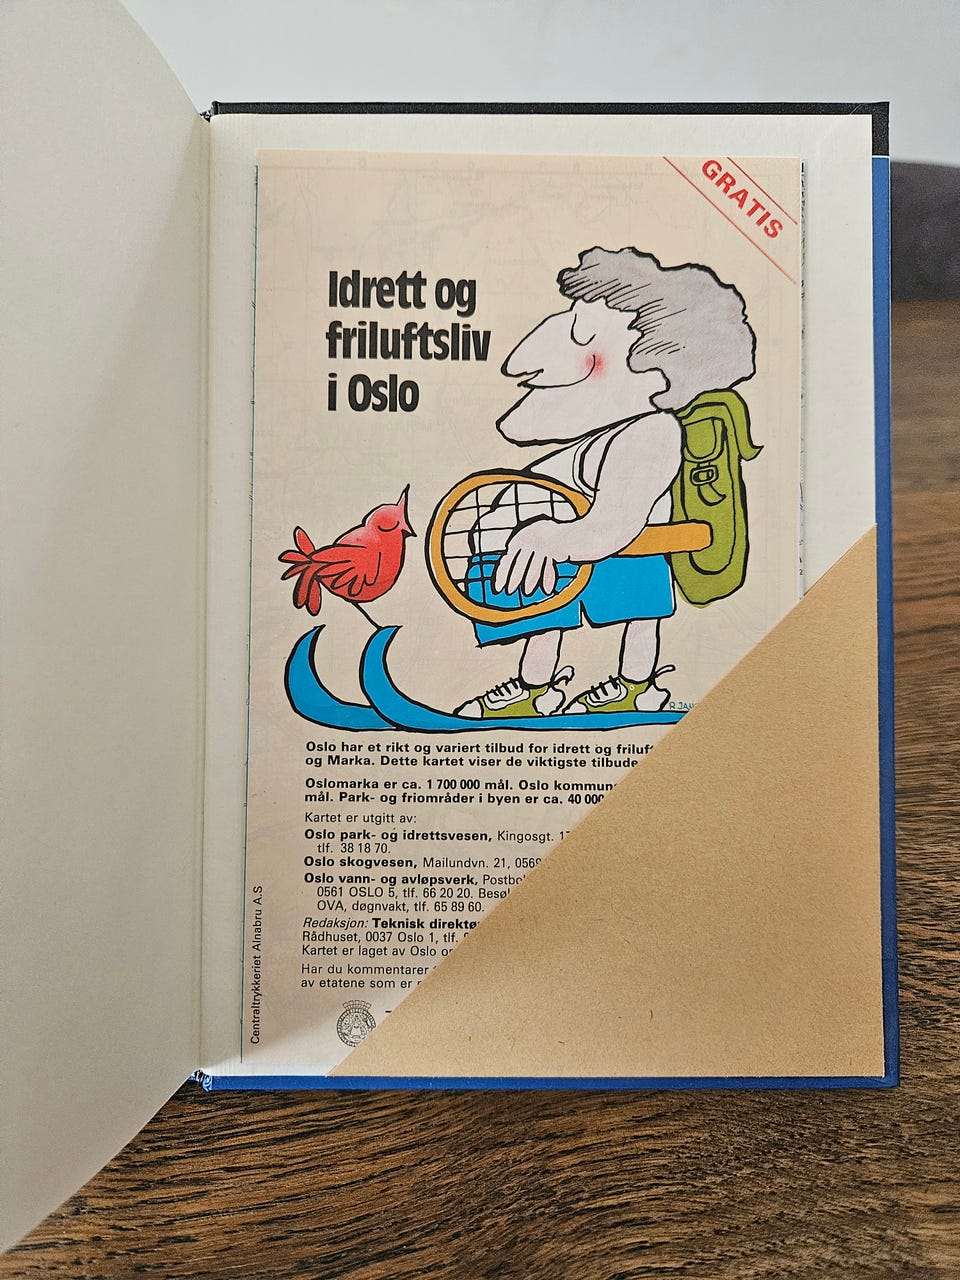 GRATIS
Idrett og
friluftsliv
i Oslo
Oslo har et rikt og variert tilbud for idrett og
og Marka. Dette kartet viser de viktigste
Oslomarka er ca. 1 700 000 mål. Oslo
mål. Park- og friområder i byen er ca. 40 000
Kartet er utgitt av:
Oslo park- og idrettsvesen, Kingosgt.
tlf. 38 18 70.
Oslo skogvesen, Mailundvn. 21,
Oslo vann- og avløpsverk,
0561 OSLO 5, tlf. 66 20 20.
OVA, døgnvakt, tlf. 65 89 60.
Redaksjon: Teknisk
Rådhuset, 0037 Oslo 1, tlf.
Kartet er laget av Oslo
Har du kommentarer
av etatene som er
Centraltrykkeriet Alnabru A.S